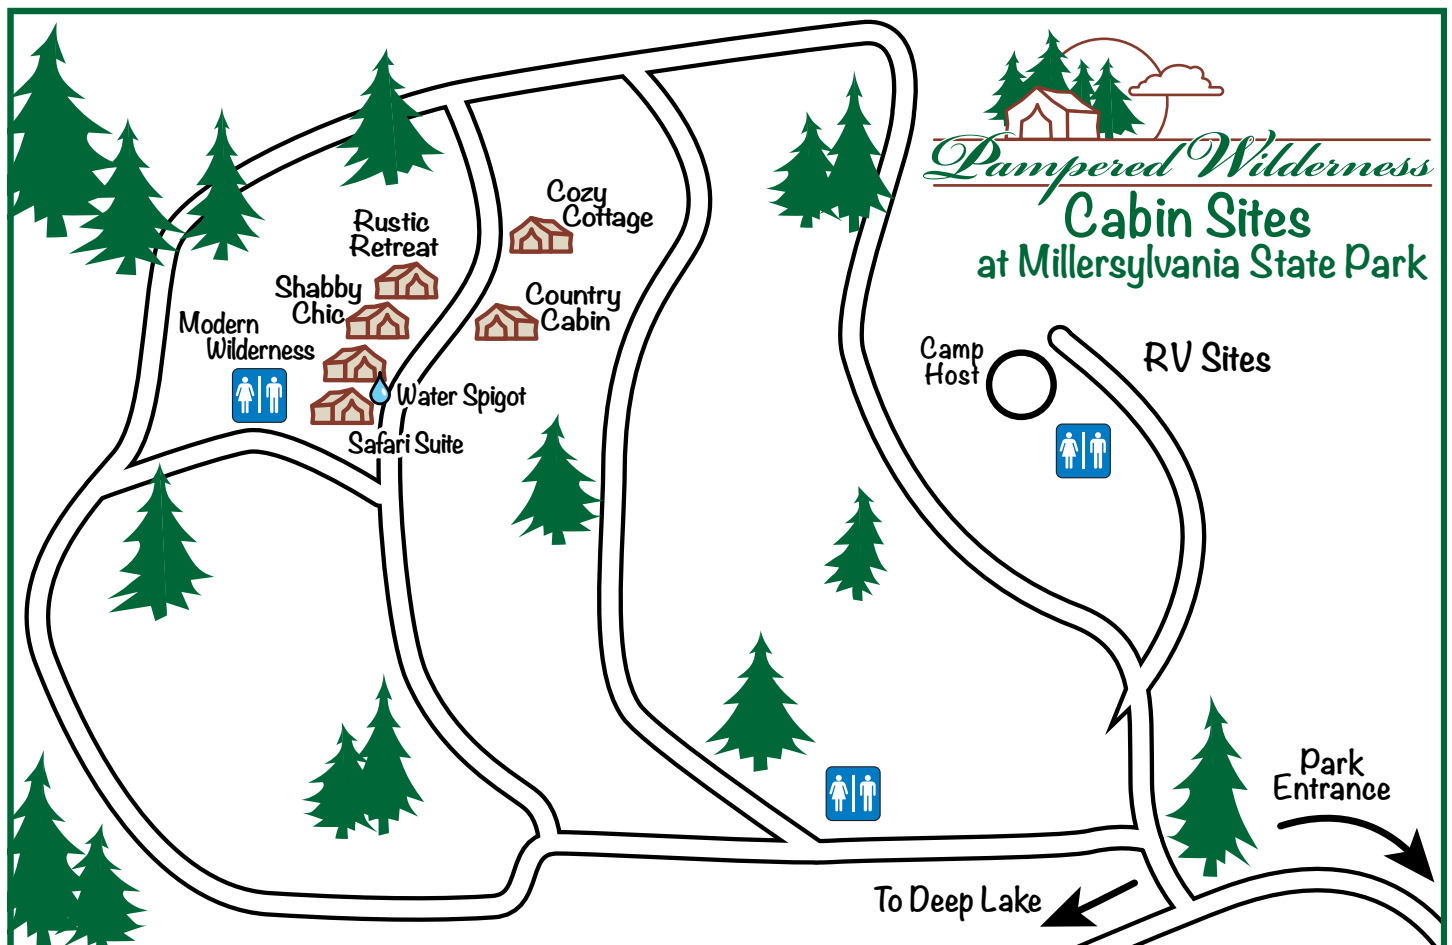 Pampered Wilderness
Cabin Sites
at Millersylvania State Park
Cozy
Cottage
Rustic
Retreat
Shabby
Chic
Country
Cabin
Modern
Wilderness
Water Spigot
Safari Suite
Camp
Host
RV Sites
Park
Entrance
To Deep Lake